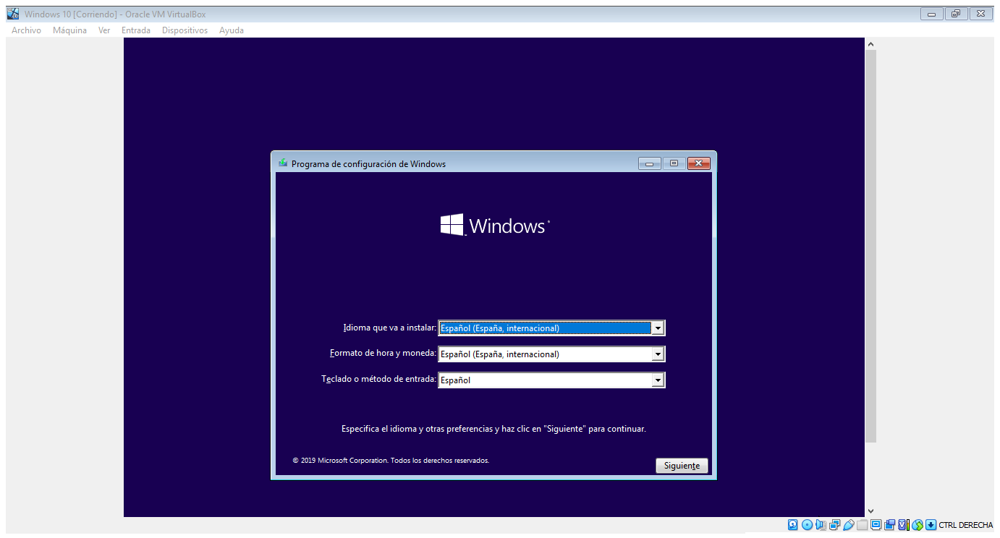 Windows 10 [Corriendo] - Oracle VM VirtualBox
Archivo Máquina Ver Entrada Dispositivos Ayuda
Programa de configuración de Windows
Windows
Idioma que va a instalar: Español (España, internacional)
Formato de hora y moneda: Español (España, internacional)
Teclado o método de entrada: Español
Especifica el idioma y otras preferencias y haz clic en "Siguiente" para continuar.
© 2019 Microsoft Corporation. Todos los derechos reservados.
Siguiente
CTRL DERECHA